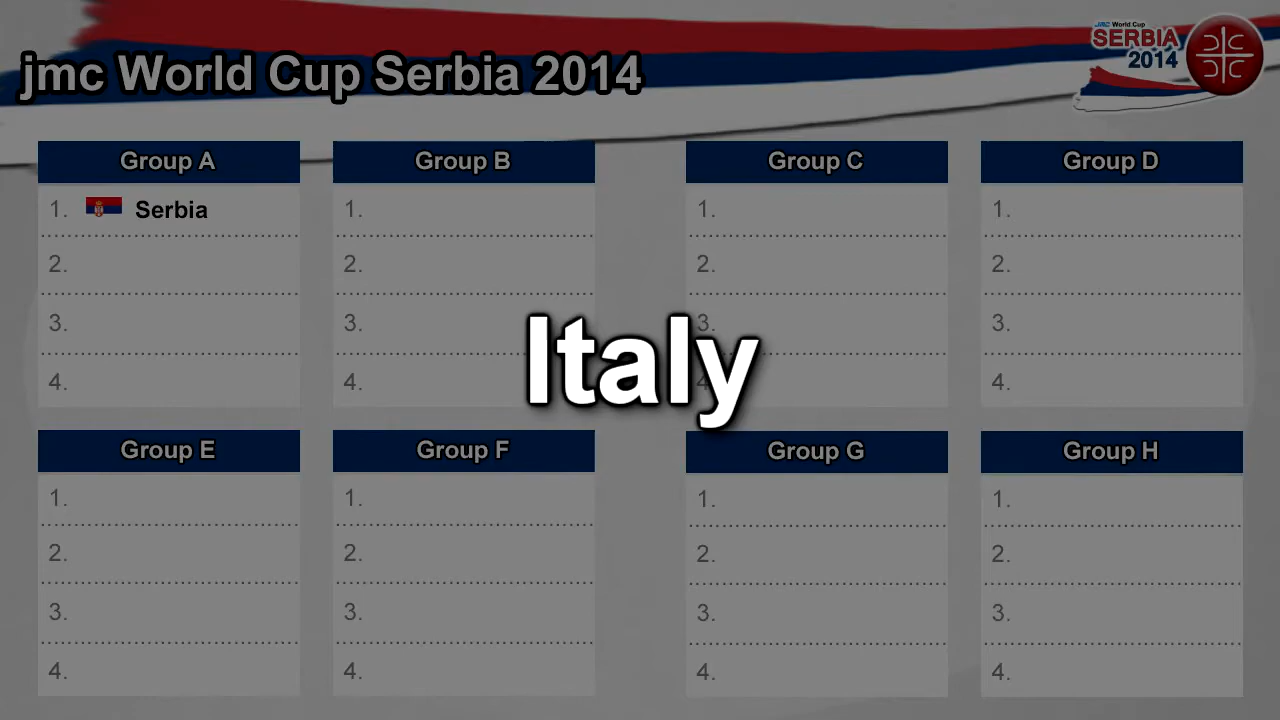 jmc World Cup Serbia 2014
JMC World Cup
SERBIA
2014
Group A
1. Serbia
2.
3.
4.
Group B
1.
2.
3.
4.
Group C
1.
2.
3.
4.
Group D
1.
2.
3.
4.
Italy
Group E
1.
2.
3.
4.
Group F
1.
2.
3.
4.
Group G
1.
2.
3.
4.
Group H
1.
2.
3.
4.